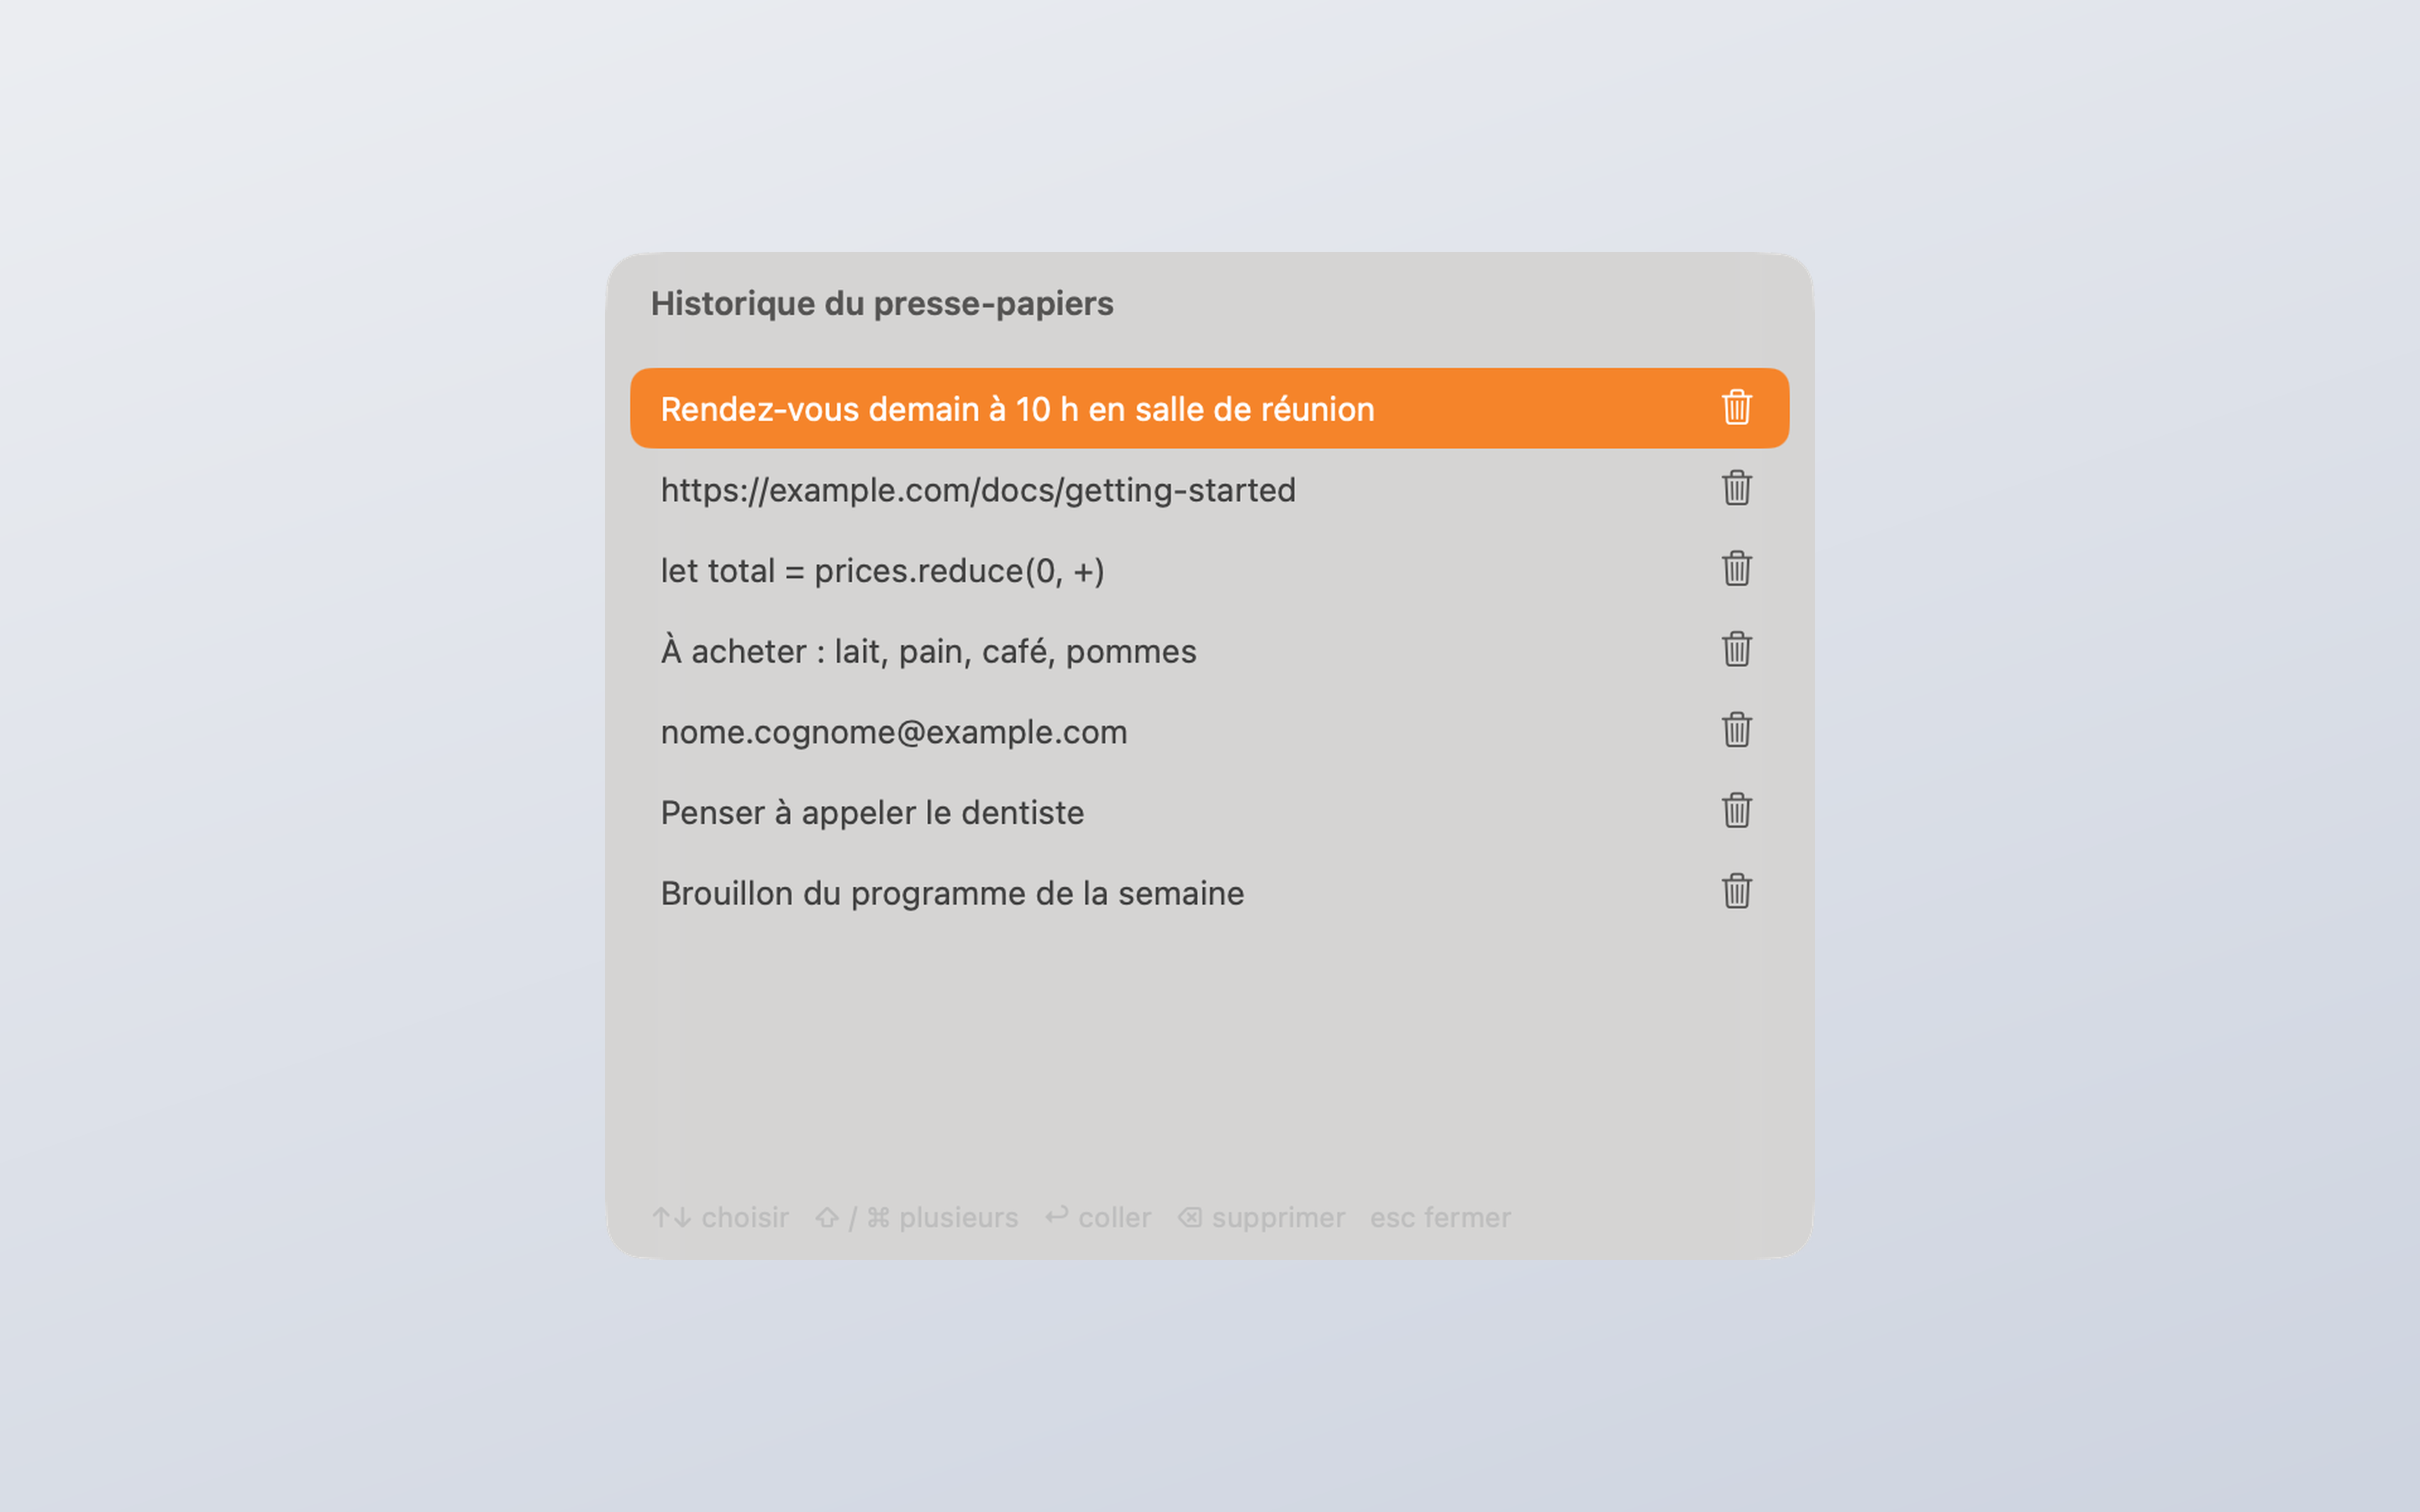 Historique du presse-papiers
Rendez-vous demain à 10 h en salle de réunion
https://example.com/docs/getting-started
let total = prices.reduce(0, +)
À acheter : lait, pain, café, pommes
nome.cognome@example.com
Penser à appeler le dentiste
Brouillon du programme de la semaine
↑↓ choisir ⇧ / ⌘ plusieurs ↩ coller ⌫ supprimer esc fermer